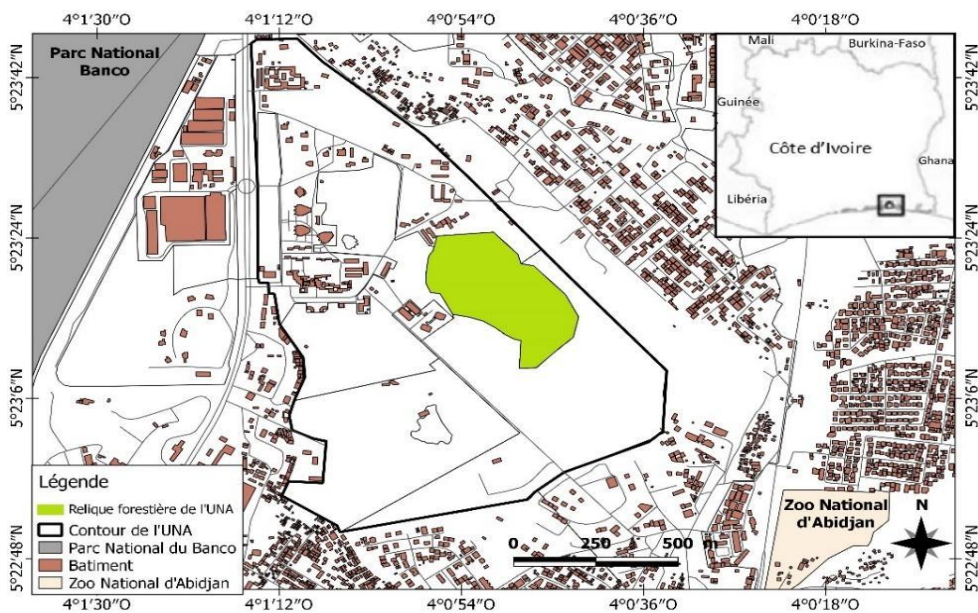 4°1'30"O 4°1'12"O 4°0'54"O 4°0'36"O 4°0'18"O
Parc National
Banco
5°23'42"N
5°23'24"N
5°23'6"N
5°22'48"N
Mali
Burkina-Faso
Guinée
Côte d'Ivoire
Ghana
Libéria
5°23'42"N
5°23'24"N
5°23'6"N
5°22'48"N
Légende
Relique forestière de l'UNA
Contour de l'UNA
Parc National du Banco
Batiment
Zoo National d'Abidjan
0 250 500 m
Zoo National
d'Abidjan
N
4°1'30"O 4°1'12"O 4°0'54"O 4°0'36"O 4°0'18"O